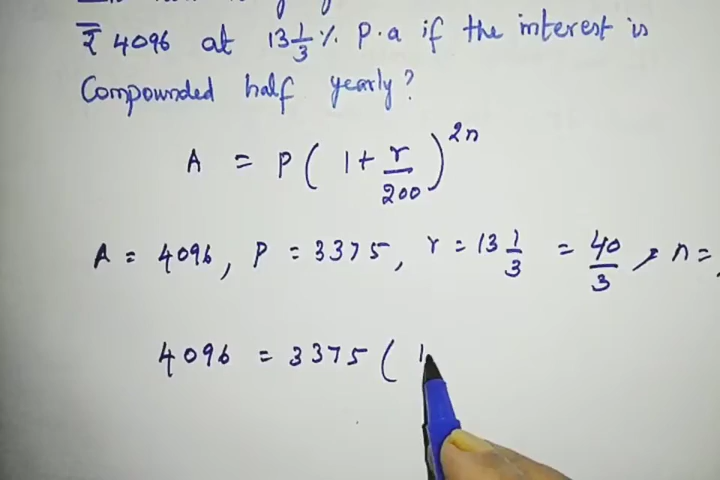 ₹ 4096 at 13 1/3 % P.a if the interest is
Compounded half yearly?
A = P ( 1 + r/200 )^2n
A = 4096, P = 3375, r = 13 1/3 = 40/3, n =
4096 = 3375 ( 1